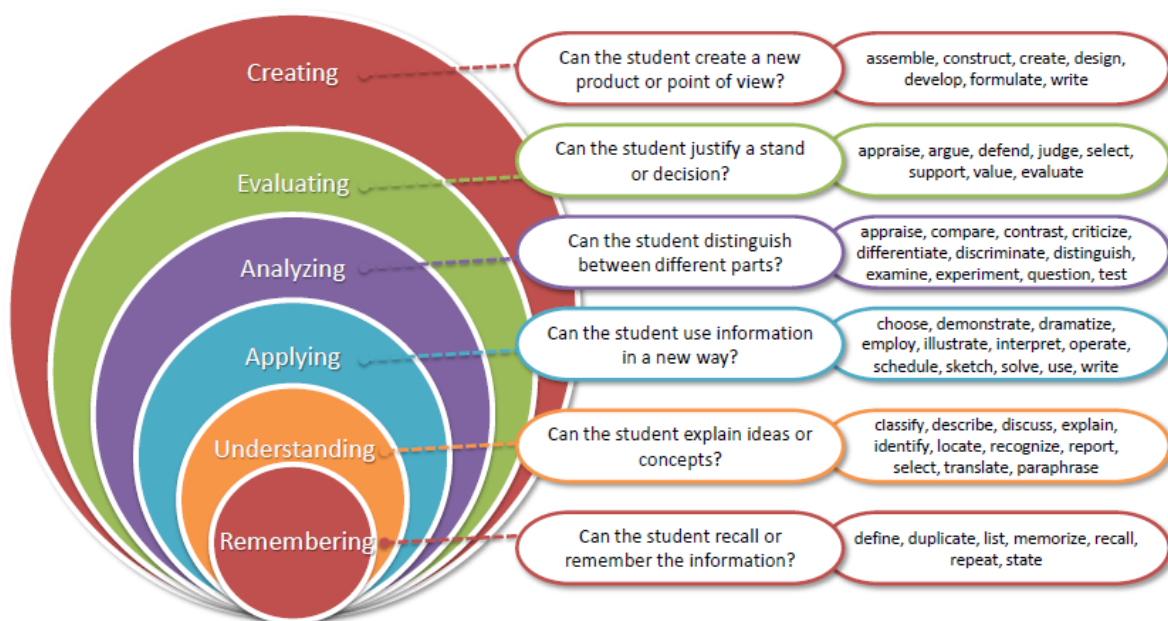 Creating
Can the student create a new
product or point of view?
assemble, construct, create, design,
develop, formulate, write
Evaluating
Can the student justify a stand
or decision?
appraise, argue, defend, judge, select,
support, value, evaluate
Analyzing
Can the student distinguish
between different parts?
appraise, compare, contrast, criticize,
differentiate, discriminate, distinguish,
examine, experiment, question, test
Applying
Can the student use information
in a new way?
choose, demonstrate, dramatize,
employ, illustrate, interpret, operate,
schedule, sketch, solve, use, write
Understanding
Can the student explain ideas or
concepts?
classify, describe, discuss, explain,
identify, locate, recognize, report,
select, translate, paraphrase
Remembering
Can the student recall or
remember the information?
define, duplicate, list, memorize, recall,
repeat, state